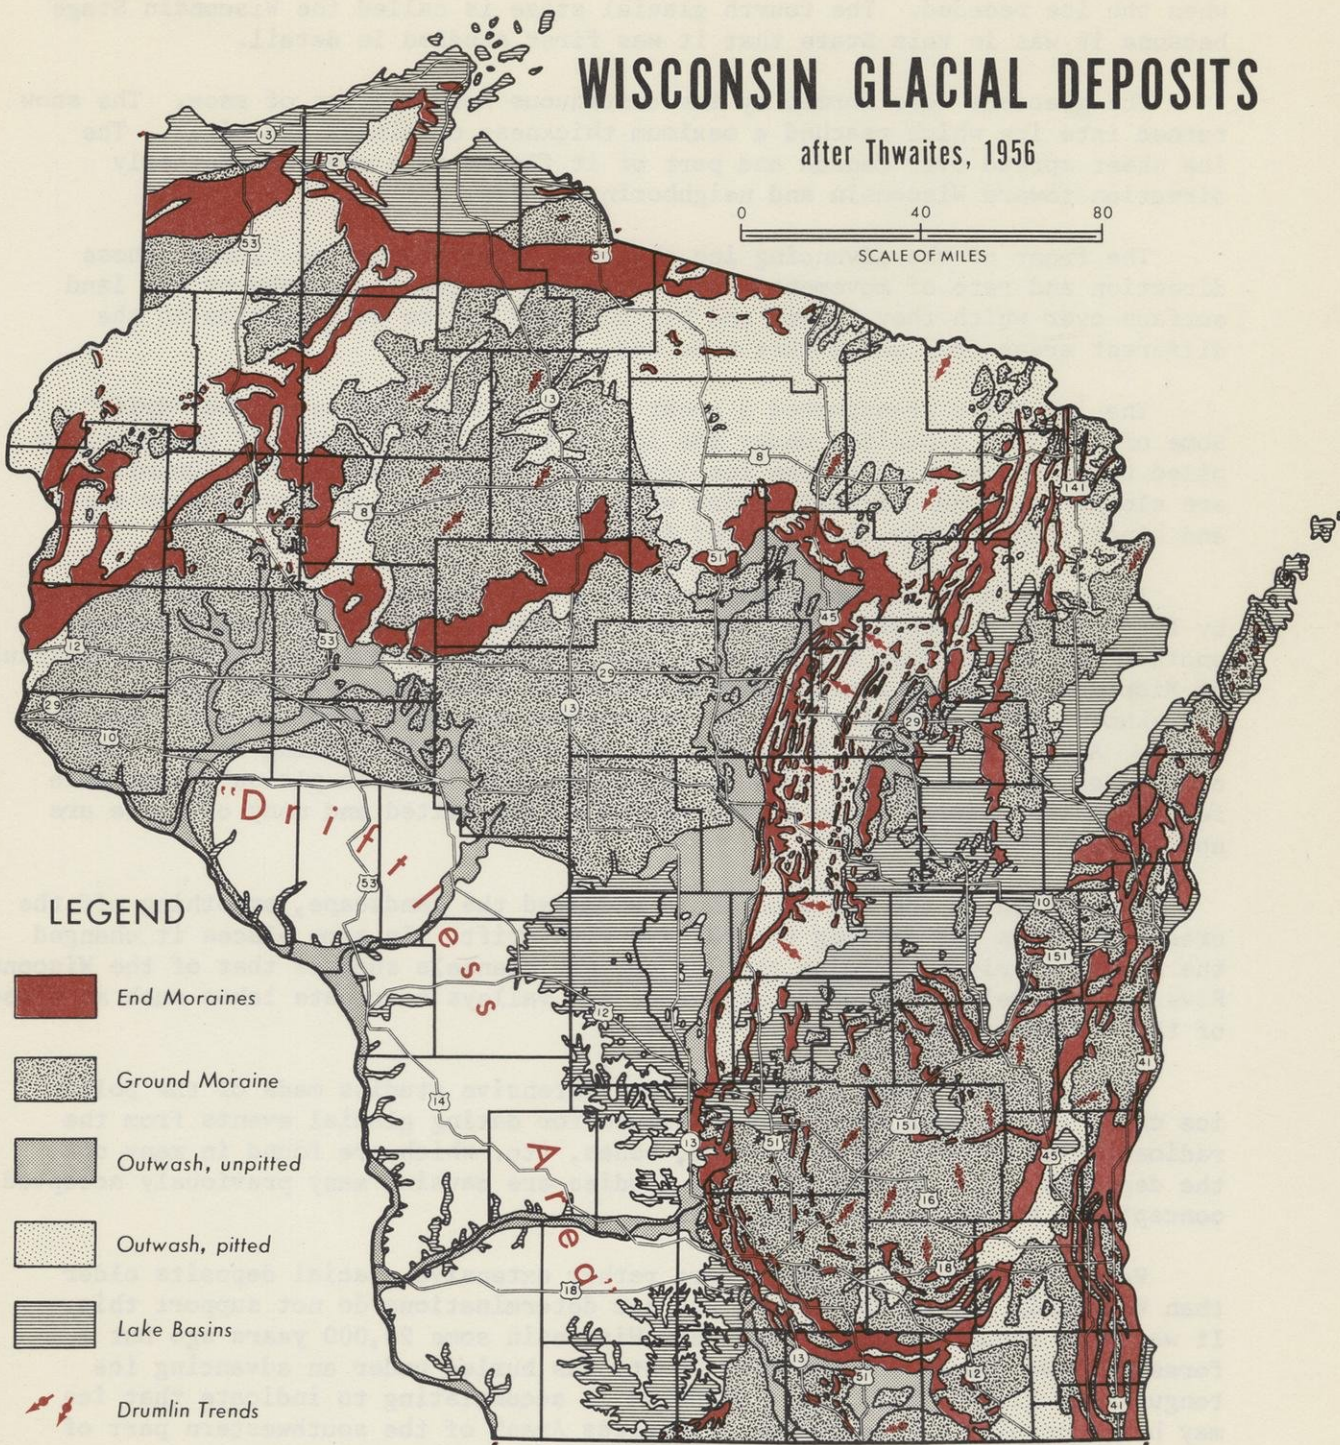 WISCONSIN GLACIAL DEPOSITS
after Thwaites, 1956
0 40 80
SCALE OF MILES
13
2
53
51
13
8
141
8
51
45
53
12
29
29
13
10
29
"Driftless Area"
53
10
151
12
41
14
13
51
151
45
16
18
18
13
51
12
41
LEGEND
End Moraines
Ground Moraine
Outwash, unpitted
Outwash, pitted
Lake Basins
Drumlin Trends